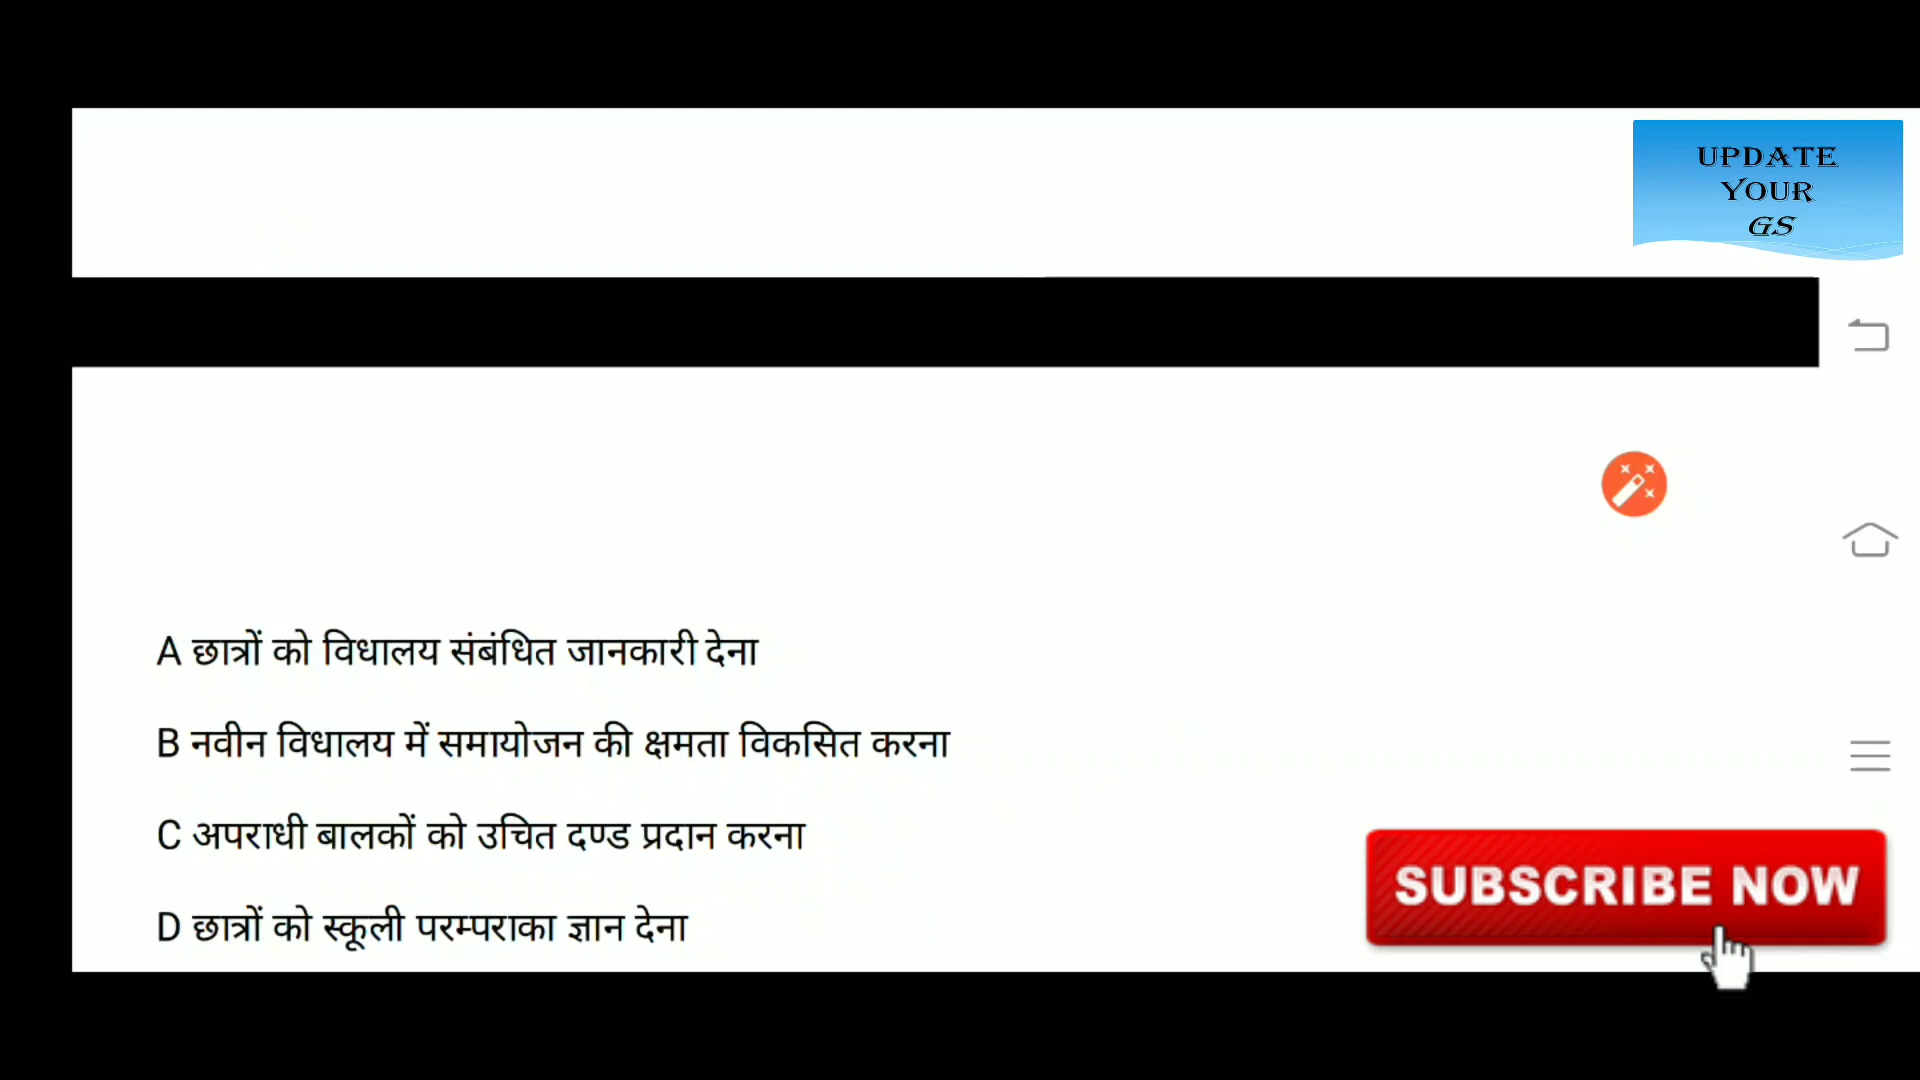 UPDATE
YOUR
GS
A छात्रों को विधालय संबंधित जानकारी देना
B नवीन विधालय में समायोजन की क्षमता विकसित करना
C अपराधी बालकों को उचित दण्ड प्रदान करना
D छात्रों को स्कूली परम्पराका ज्ञान देना
SUBSCRIBE NOW